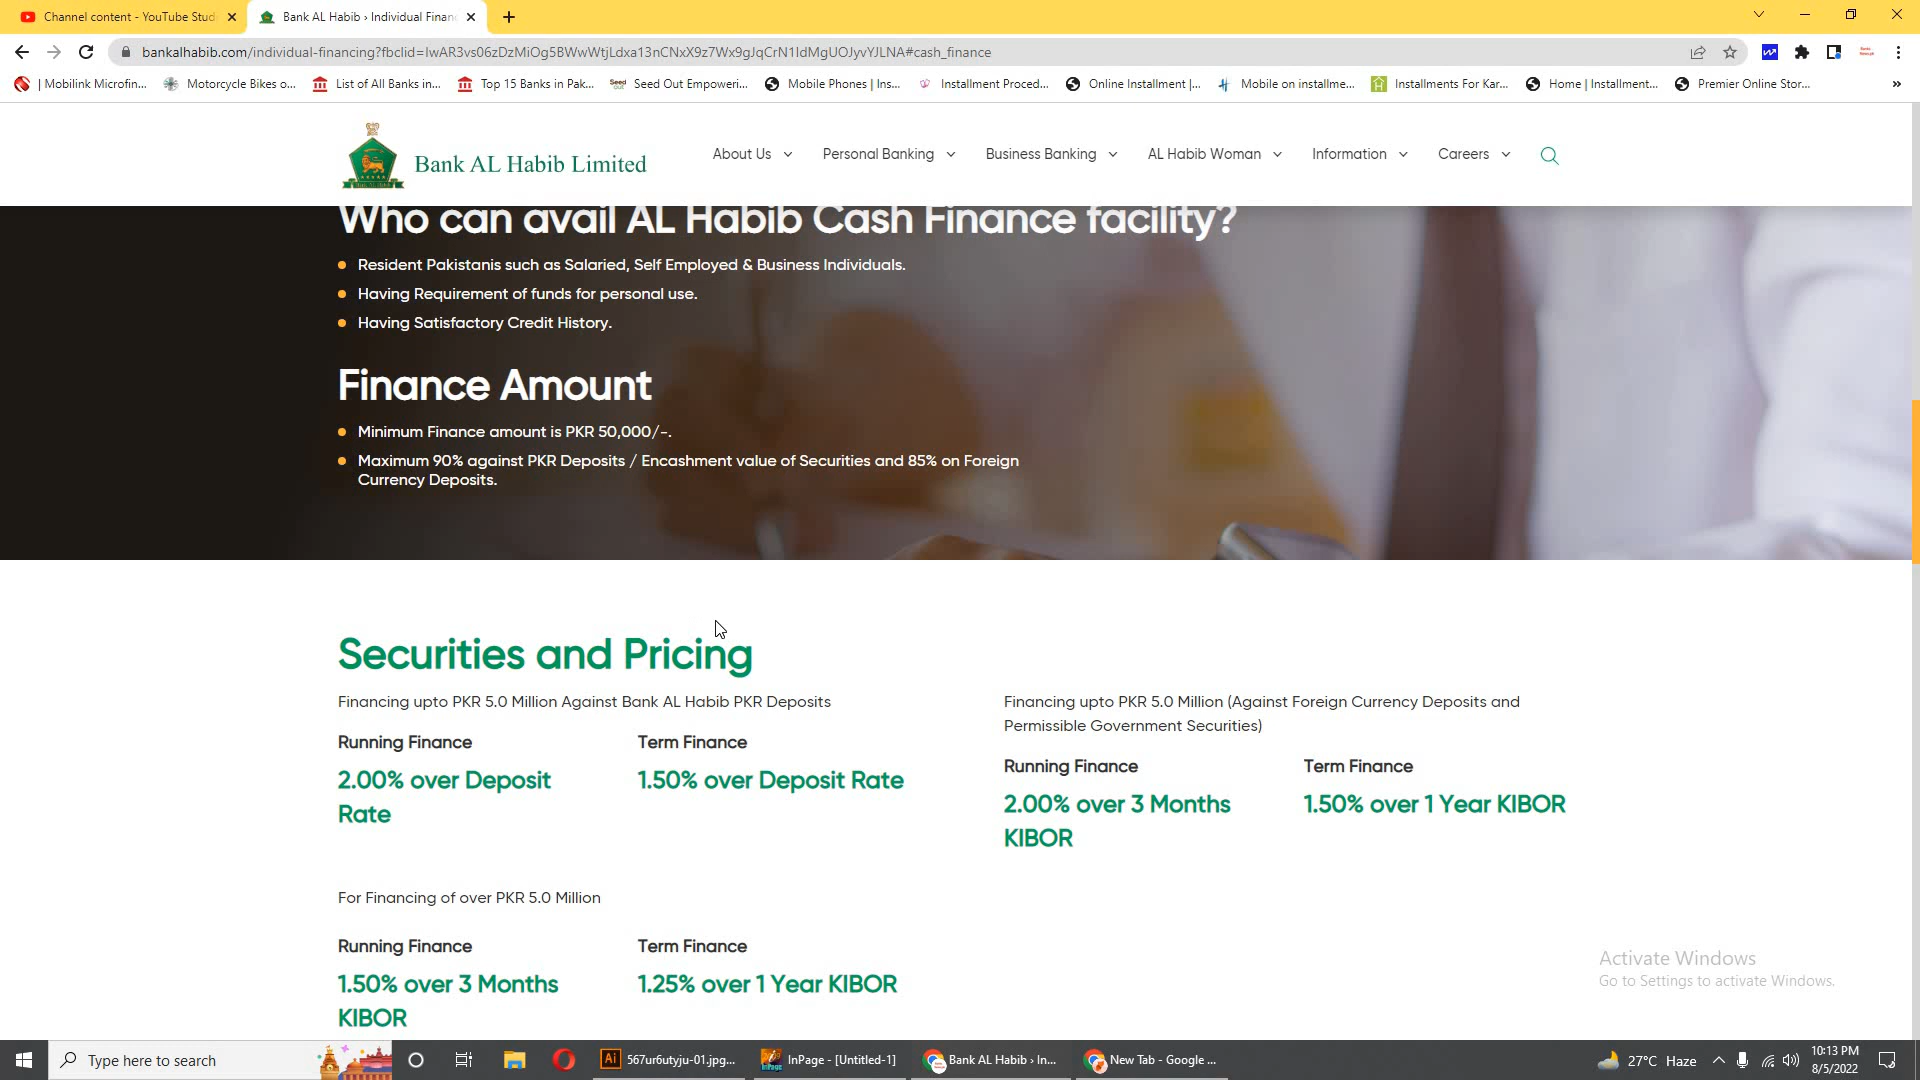 Channel content - YouTube Stud
Bank AL Habib › Individual Financ
bankalhabib.com/individual-financing?fbclid=IwAR3vs06zDzMiOg5BWwWtjLdxa13nCNxX9z7Wx9gJqCrN1IdMgUOJyvYJLNA#cash_finance
| Mobilink Microfin...
Motorcycle Bikes o...
List of All Banks in...
Top 15 Banks in Pak...
Seed Out Empoweri...
Mobile Phones | Ins...
Installment Proced...
Online Installment |...
Mobile on installme...
Installments For Kar...
Home | Installment...
Premier Online Stor...
Bank AL Habib Limited
About Us
Personal Banking
Business Banking
AL Habib Woman
Information
Careers
Who can avail AL Habib Cash Finance facility?
Resident Pakistanis such as Salaried, Self Employed & Business Individuals.
Having Requirement of funds for personal use.
Having Satisfactory Credit History.
Finance Amount
Minimum Finance amount is PKR 50,000/-.
Maximum 90% against PKR Deposits / Encashment value of Securities and 85% on Foreign
Currency Deposits.
Securities and Pricing
Financing upto PKR 5.0 Million Against Bank AL Habib PKR Deposits
Running Finance
2.00% over Deposit
Rate
Term Finance
1.50% over Deposit Rate
Financing upto PKR 5.0 Million (Against Foreign Currency Deposits and
Permissible Government Securities)
Running Finance
2.00% over 3 Months
KIBOR
Term Finance
1.50% over 1 Year KIBOR
For Financing of over PKR 5.0 Million
Running Finance
1.50% over 3 Months
KIBOR
Term Finance
1.25% over 1 Year KIBOR
Activate Windows
Go to Settings to activate Windows.
Type here to search
567ur6utyju-01.jpg...
InPage - [Untitled-1]
Bank AL Habib › In...
New Tab - Google ...
27°C Haze
10:13 PM
8/5/2022